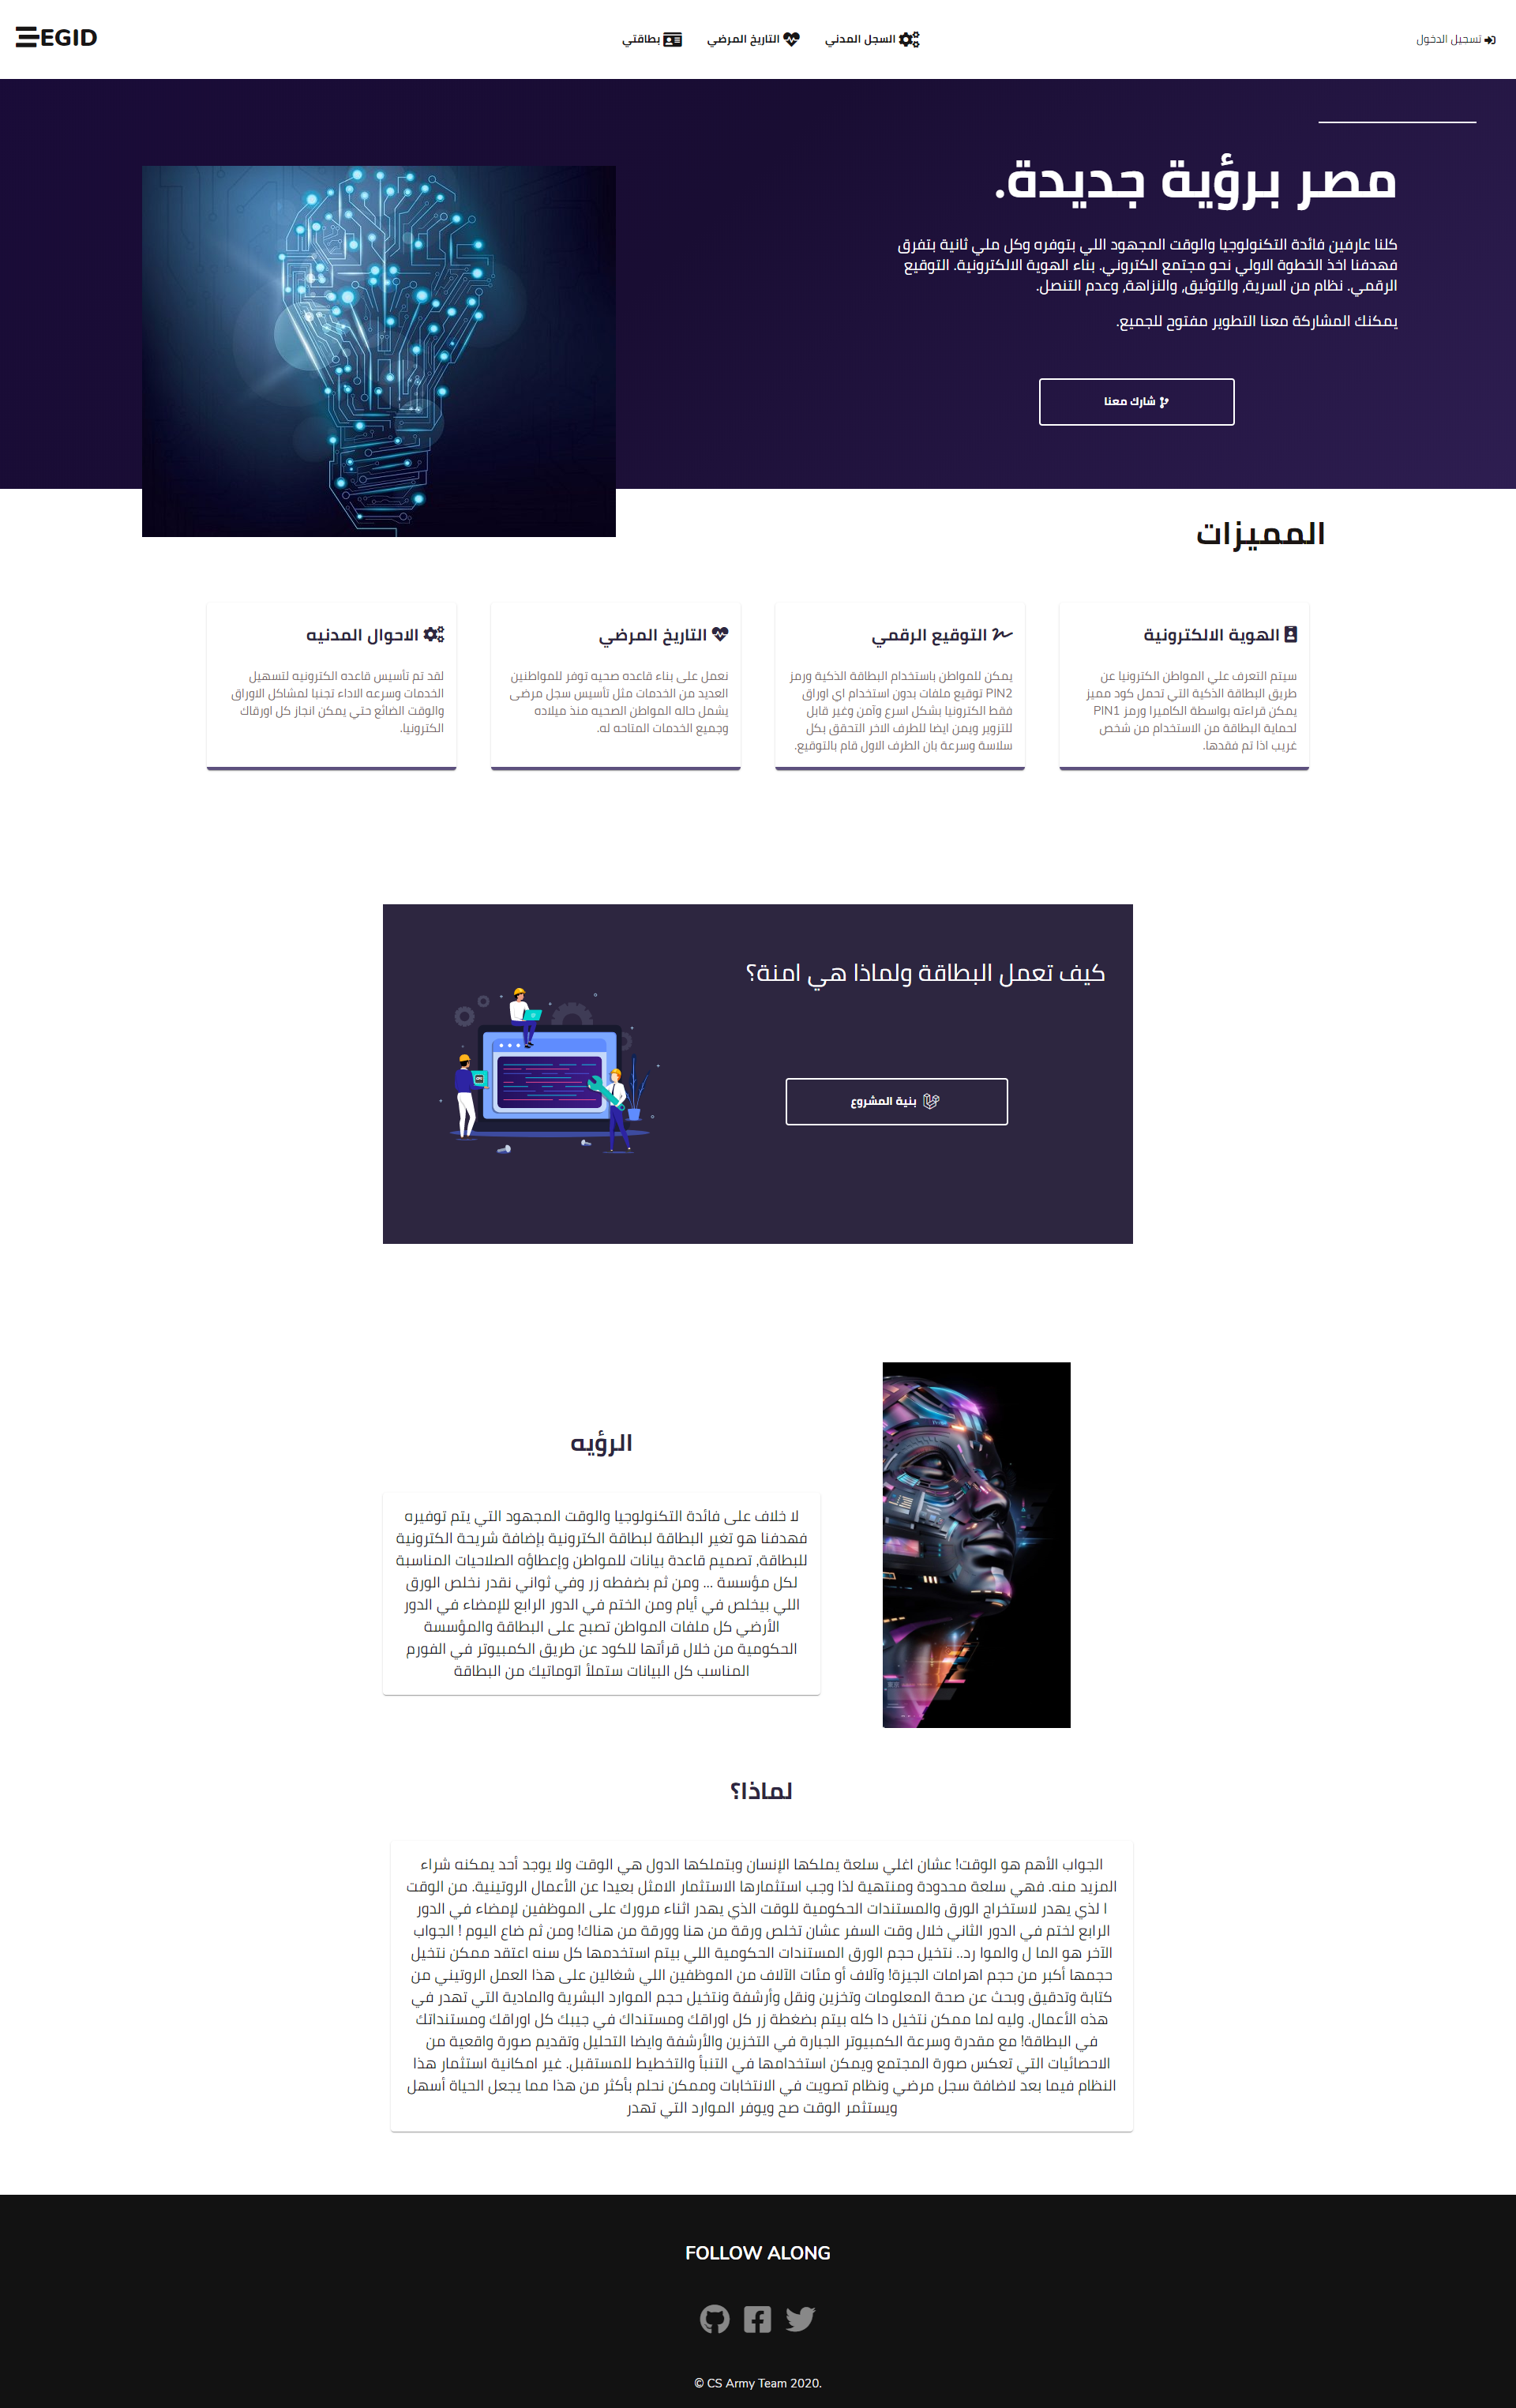 EGID
السجل المدني
التاريخ المرضي
بطاقتي
تسجيل الدخول
مصر برؤية جديدة.
كلنا عارفين فائدة التكنولوجيا والوقت المجهود اللي بتوفره وكل ملي ثانية بتفرق
فهدفنا اخذ الخطوة الاولي نحو مجتمع الكتروني. بناء الهوية الالكترونية. التوقيع
الرقمي. نظام من السرية, والتوثيق, والنزاهة, وعدم التنصل.
يمكنك المشاركة معنا التطوير مفتوح للجميع.
شارك معنا
المميزات
الهوية الالكترونية
سيتم التعرف علي المواطن الكترونيا عن
طريق البطاقة الذكية التي تحمل كود مميز
يمكن قراءته بواسطة الكاميرا ورمز PIN1
لحماية البطاقة من الاستخدام من شخص
غريب اذا تم فقدها.
التوقيع الرقمي
يمكن للمواطن باستخدام البطاقة الذكية ورمز
PIN2 توقيع ملفات بدون استخدام اي اوراق
فقط الكترونيا بشكل اسرع وآمن وغير قابل
للتزوير ويمن ايضا للطرف الاخر التحقق بكل
سلاسة وسرعة بان الطرف الاول قام بالتوقيع.
التاريخ المرضي
نعمل على بناء قاعده صحيه توفر للمواطنين
العديد من الخدمات مثل تأسيس سجل مرضى
يشمل حاله المواطن الصحيه منذ ميلاده
وجميع الخدمات المتاحه له.
الاحوال المدنيه
لقد تم تأسيس قاعده الكترونيه لتسهيل
الخدمات وسرعه الاداء تجنبا لمشاكل الاوراق
والوقت الضائع حتي يمكن انجاز كل اورقاك
الكترونيا.
كيف تعمل البطاقة ولماذا هي امنة؟
بنية المشروع
الرؤيه
لا خلاف على فائدة التكنولوجيا والوقت المجهود التي يتم توفيره
فهدفنا هو تغير البطاقة لبطاقة الكترونية بإضافة شريحة الكترونية
للبطاقة, تصميم قاعدة بيانات للمواطن وإعطاؤه الصلاحيات المناسبة
لكل مؤسسة ... ومن ثم بضغطه زر وفي ثواني نقدر نخلص الورق
اللي بيخلص في أيام ومن الختم في الدور الرابع للإمضاء في الدور
الأرضي كل ملفات المواطن تصبح على البطاقة والمؤسسة
الحكومية من خلال قرأتها للكود عن طريق الكمبيوتر في الفورم
المناسب كل البيانات ستملأ اتوماتيك من البطاقة
لماذا؟
الجواب الأهم هو الوقت! عشان اغلي سلعة يملكها الإنسان وبتملكها الدول هي الوقت ولا يوجد أحد يمكنه شراء
المزيد منه. فهي سلعة محدودة ومنتهية لذا وجب استثمارها الاستثمار الامثل بعيدا عن الأعمال الروتينية. من الوقت
ا لذي يهدر لاستخراج الورق والمستندات الحكومية للوقت الذي يهدر اثناء مرورك على الموظفين لإمضاء في الدور
الرابع لختم في الدور الثاني خلال وقت السفر عشان تخلص ورقة من هنا وورقة من هناك! ومن ثم ضاع اليوم ! الجواب
الآخر هو الما ل والموا رد.. نتخيل حجم الورق المستندات الحكومية اللي بيتم استخدمها كل سنه اعتقد ممكن نتخيل
حجمها أكبر من حجم اهرامات الجيزة! وآلاف أو مئات الآلاف من الموظفين اللي شغالين على هذا العمل الروتيني من
كتابة وتدقيق وبحث عن صحة المعلومات وتخزين ونقل وأرشفة ونتخيل حجم الموارد البشرية والمادية التي تهدر في
هذه الأعمال. وليه لما ممكن نتخيل دا كله بيتم بضغطة زر كل اوراقك ومستنداك في جيبك كل اوراقك ومستنداتك
في البطاقة! مع مقدرة وسرعة الكمبيوتر الجبارة في التخزين والأرشفة وايضا التحليل وتقديم صورة واقعية من
الاحصائيات التي تعكس صورة المجتمع ويمكن استخدامها في التنبأ والتخطيط للمستقبل. غير امكانية استثمار هذا
النظام فيما بعد لاضافة سجل مرضي ونظام تصويت في الانتخابات وممكن نحلم بأكثر من هذا مما يجعل الحياة أسهل
ويستثمر الوقت صح ويوفر الموارد التي تهدر
FOLLOW ALONG
© CS Army Team 2020.